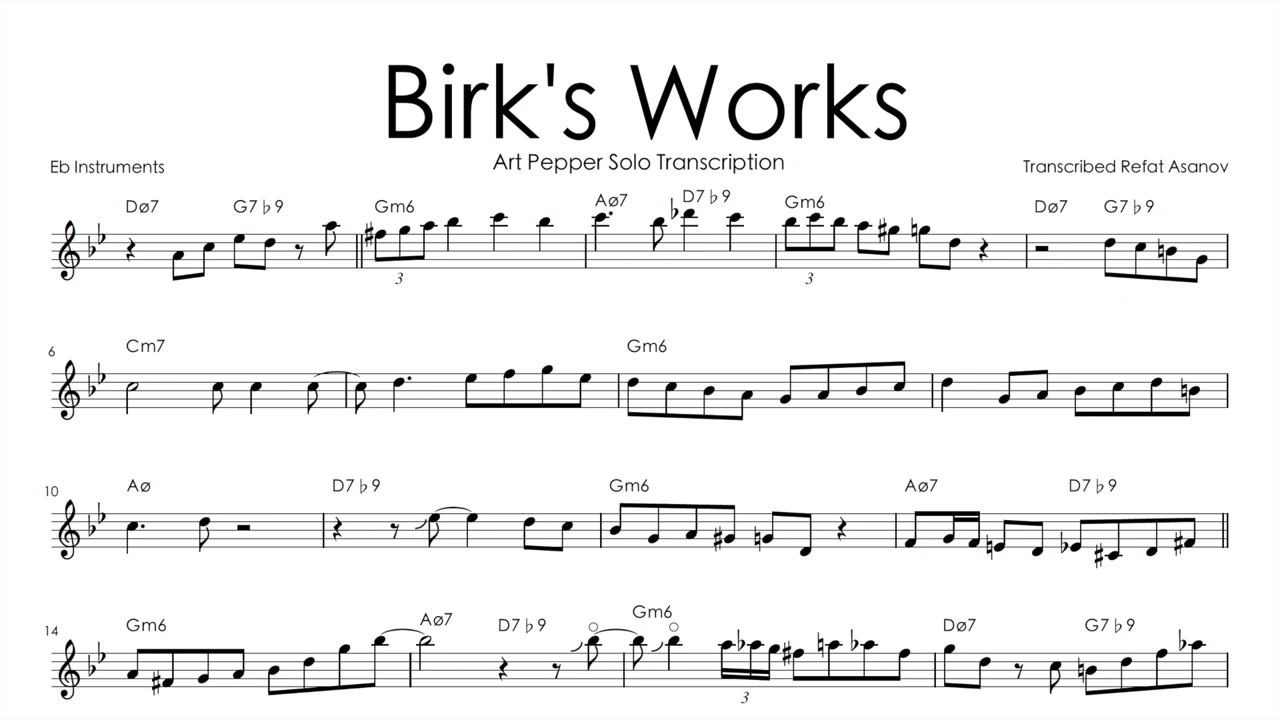 Birk's Works
Art Pepper Solo Transcription
Eb Instruments
Transcribed Refat Asanov
Dø7 G7♭9 Gm6 Aø7 D7♭9 Gm6 Dø7 G7♭9
3 3
6 Cm7 Gm6
10 Aø D7♭9 Gm6 Aø7 D7♭9
14 Gm6 Aø7 D7♭9 Gm6 Dø7 G7♭9
3